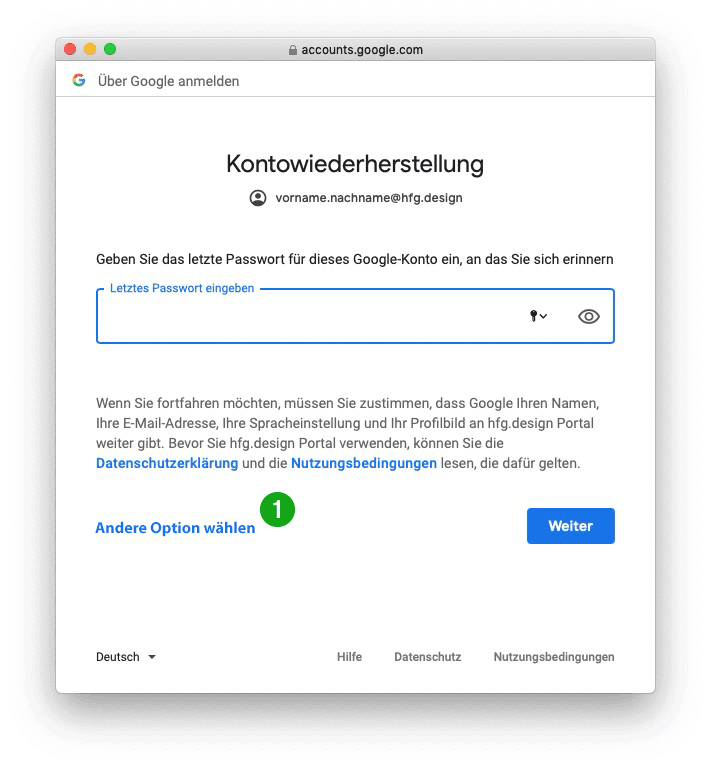 accounts.google.com
Über Google anmelden
Kontowiederherstellung
vorname.nachname@hfg.design
Geben Sie das letzte Passwort für dieses Google-Konto ein, an das Sie sich erinnern
Letztes Passwort eingeben
Wenn Sie fortfahren möchten, müssen Sie zustimmen, dass Google Ihren Namen,
Ihre E-Mail-Adresse, Ihre Spracheinstellung und Ihr Profilbild an hfg.design Portal
weiter gibt. Bevor Sie hfg.design Portal verwenden, können Sie die
Datenschutzerklärung und die Nutzungsbedingungen lesen, die dafür gelten.
Andere Option wählen 1 Weiter
Deutsch Hilfe Datenschutz Nutzungsbedingungen